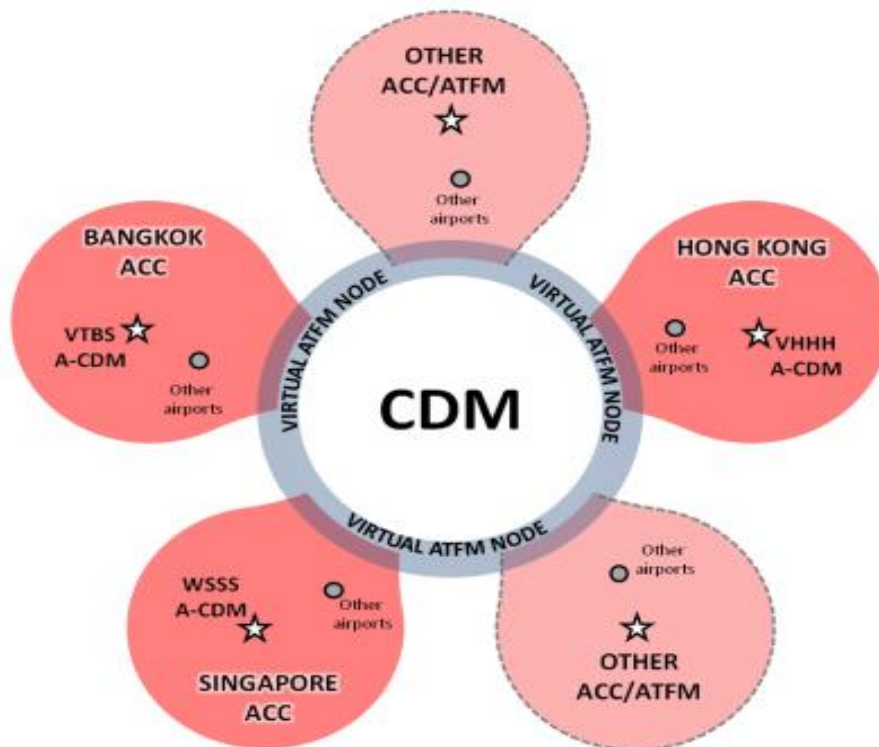 OTHER
ACC/ATFM
Other
airports
BANGKOK
ACC
VTBS
A-CDM
Other
airports
HONG KONG
ACC
Other
airports
VHHH
A-CDM
VIRTUAL ATFM NODE
VIRTUAL ATFM NODE
CDM
VIRTUAL ATFM NODE
WSSS
A-CDM
Other
airports
SINGAPORE
ACC
Other
airports
OTHER
ACC/ATFM